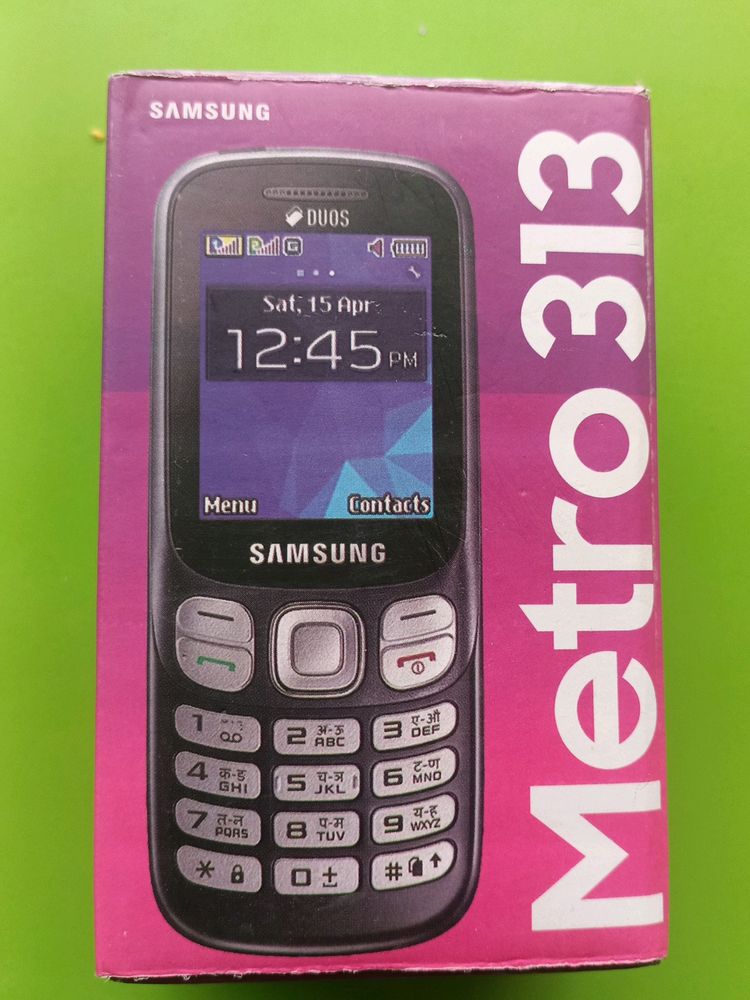 SAMSUNG
Metro 313
DUOS
Sat, 15 Apr
12:45 PM
Menu Contacts
SAMSUNG
1
2 अ-ऊ ABC
3 ए-औ DEF
4 क-ङ GHI
5 च-ञ JKL
6 ट-ण MNO
7 त-न PQRS
8 प-म TUV
9 य-ह WXYZ
*
0 ±
#